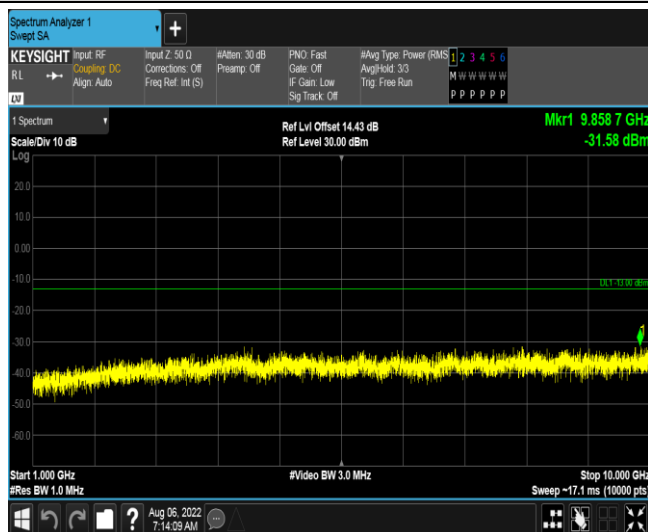 Spectrum Analyzer 1
Swept SA
KEYSIGHT
RL
LXI
Input: RF
Coupling: DC
Align: Auto
Input Z: 50 Ω
Corrections: Off
Freq Ref: Int (S)
#Atten: 30 dB
Preamp: Off
PNO: Fast
Gate: Off
IF Gain: Low
Sig Track: Off
#Avg Type: Power (RMS
Avg|Hold: 3/3
Trig: Free Run
1 2 3 4 5 6
M W W W W W
P P P P P P
1 Spectrum
Scale/Div 10 dB
Log
Ref Lvl Offset 14.43 dB
Ref Level 30.00 dBm
Mkr1 9.858 7 GHz
-31.58 dBm
20.0
10.0
0.00
-10.0
DL1 -13.00 dBm
1
-30.0
-40.0
-50.0
-60.0
Start 1.000 GHz
#Res BW 1.0 MHz
#Video BW 3.0 MHz
Stop 10.000 GHz
Sweep ~17.1 ms (10000 pts)
?
Aug 06, 2022
7:14:09 AM